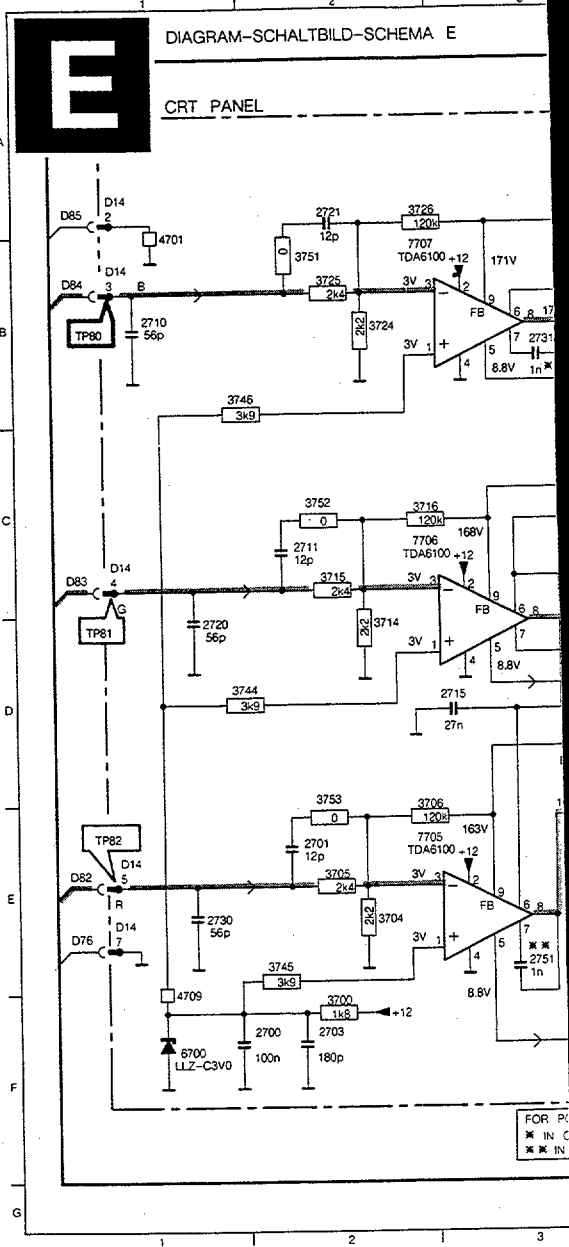 1 2 3
E
DIAGRAM-SCHALTBILD-SCHEMA E
CRT PANEL
A
D85 D14
2
4701
2721
12p
3726
120k
0
3751
7707
TDA6100 +12
171V
D84 D14
3 B
3725
2k4
3V 3
2
9
FB
TP80
2710
56p
2k2 3724
6 8 17
7
2731
1n *
3V 1
4
5
8.8V
B
3746
3k9
C
3752
0
3716
120k
2711
12p
7706
TDA6100 +12
168V
D83 D14
4
G
3715
2k4
3V 3
2
9
FB
TP81
2720
56p
2k2 3714
6 8
7
3V 1
4
5
8.8V
D
3744
3k9
2715
27n
3753
0
3706
120k
TP82
2701
12p
7705
TDA6100 +12
163V
D82 D14
5
R
3705
2k4
3V 3
2
9
FB
E
2730
56p
2k2 3704
6 8
7
D76 D14
7
3V 1
4
5
8.8V
* *
2751
1n
3745
3k9
4709
3700
1k8
+12
6700
LLZ-C3V0
2700
100n
2703
180p
F
FOR
* IN
* * IN
G
1 2 3